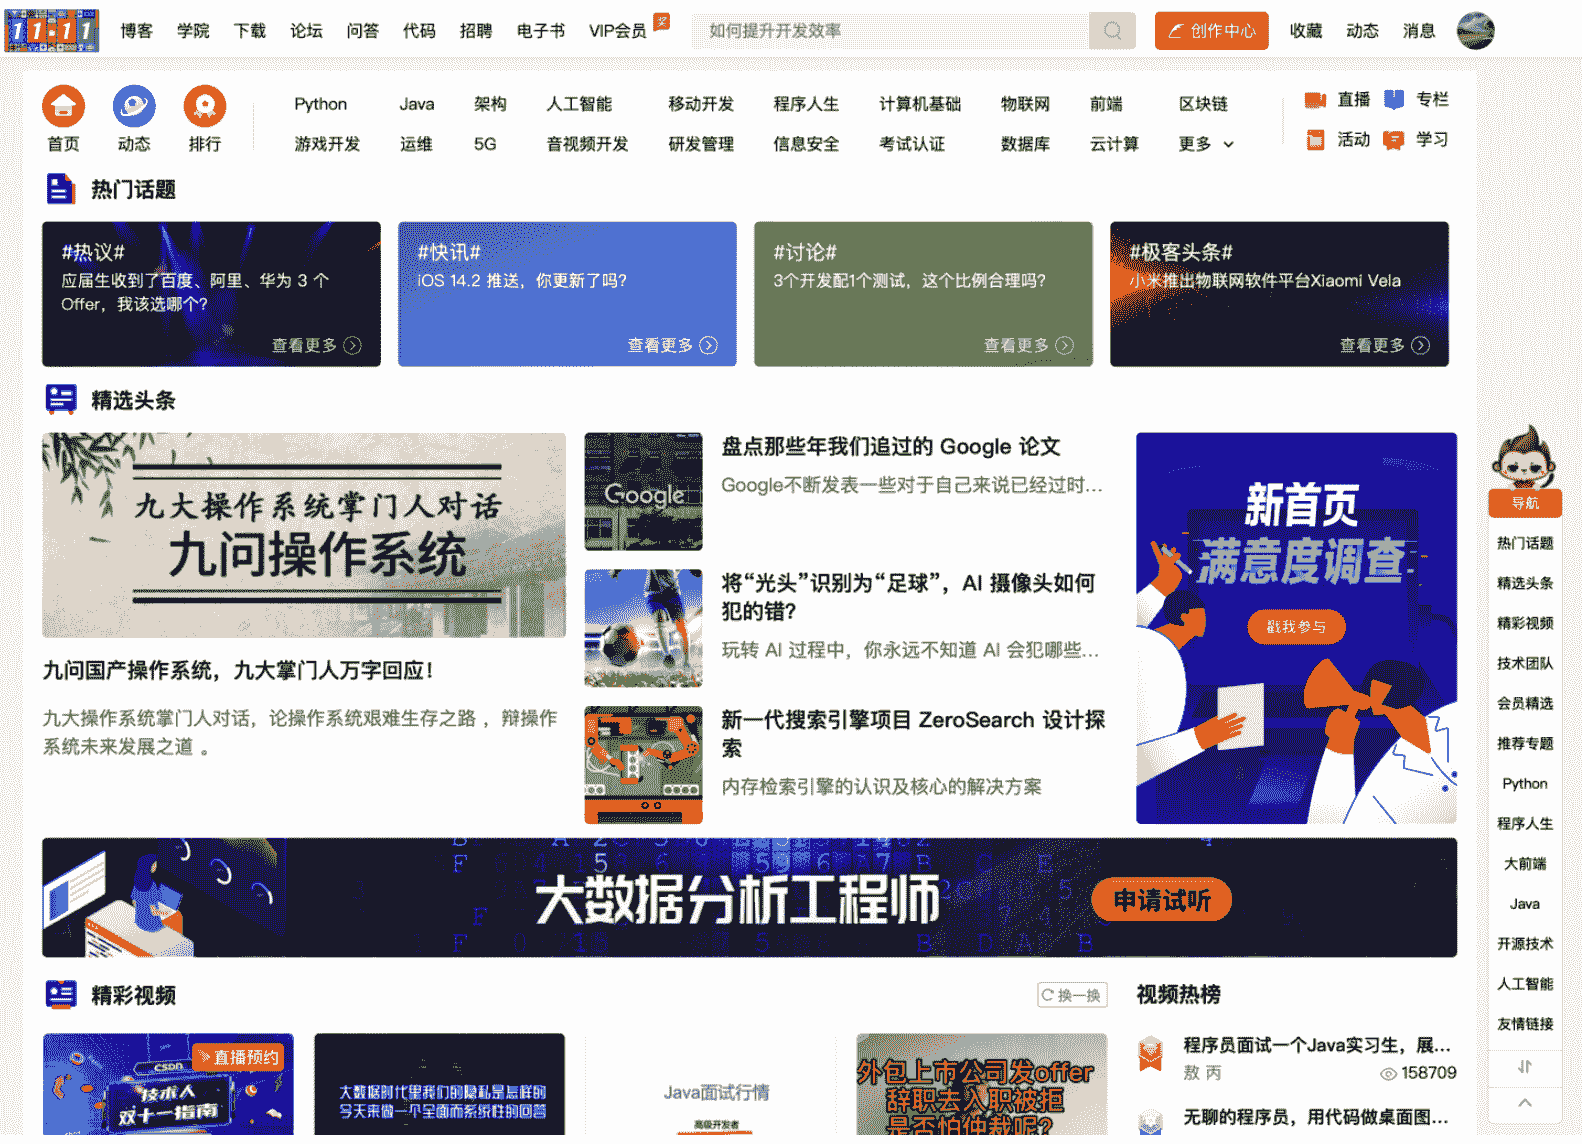 11·11
博客 学院 下载 论坛 问答 代码 招聘 电子书 VIP会员
如何提升开发效率
创作中心 收藏 动态 消息
首页 动态 排行
Python Java 架构 人工智能 移动开发 程序人生 计算机基础 物联网 前端 区块链
游戏开发 运维 5G 音视频开发 研发管理 信息安全 考试认证 数据库 云计算 更多
直播 专栏
活动 学习
热门话题
#热议#
应届生收到了百度、阿里、华为 3 个
Offer，我该选哪个？
查看更多
#快讯#
iOS 14.2 推送，你更新了吗？
查看更多
#讨论#
3个开发配1个测试，这个比例合理吗？
查看更多
#极客头条#
小米推出物联网软件平台Xiaomi Vela
查看更多
精选头条
九大操作系统掌门人对话
九问操作系统
九问国产操作系统，九大掌门人万字回应！
九大操作系统掌门人对话，论操作系统艰难生存之路 ，辩操作
系统未来发展之道 。
Google
盘点那些年我们追过的 Google 论文
Google不断发表一些对于自己来说已经过时...
将“光头”识别为“足球”，AI 摄像头如何
犯的错？
玩转 AI 过程中，你永远不知道 AI 会犯哪些...
新一代搜索引擎项目 ZeroSearch 设计探
索
内存检索引擎的认识及核心的解决方案
新首页
满意度调查
戳我参与
大数据分析工程师
申请试听
精彩视频
换一换
直播预约
CSDN
技术人
双十一指南
大数据时代里我们的隐私是怎样的
今天来做一个全面而系统性的回答
Java面试行情
高级开发者
外包上市公司发offer
辞职去入职被拒
是否怕仲裁呢？
视频热榜
程序员面试一个Java实习生，展...
敖 丙 158709
无聊的程序员，用代码做桌面图...
导航
热门话题
精选头条
精彩视频
技术团队
会员精选
推荐专题
Python
程序人生
大前端
Java
开源技术
人工智能
友情链接